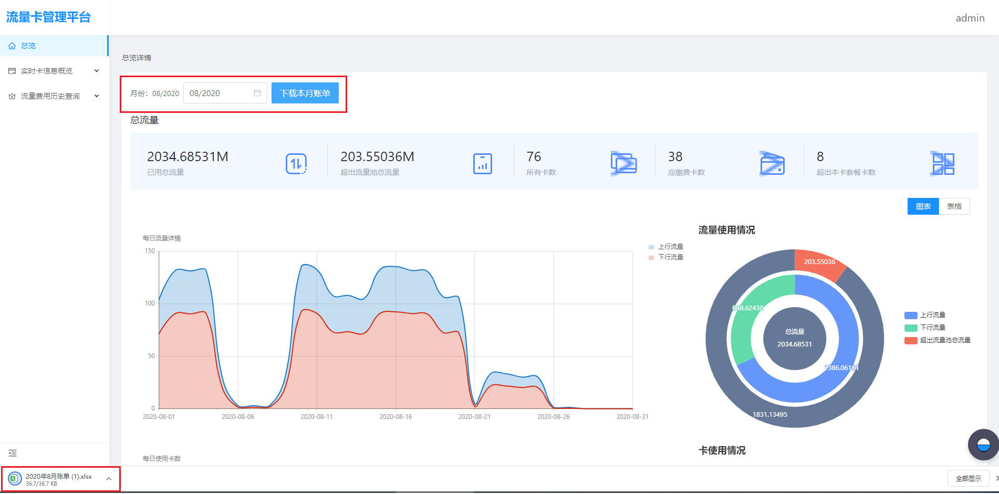 流量卡管理平台
admin
总览
实时卡信息概览
流量费用历史查询
总览详情
月份：08/2020
08/2020
下载本月账单
总流量
2034.68531M
已用总流量
203.55036M
超出流量池总流量
76
所有卡数
38
应缴费卡数
8
超出本卡套餐卡数
图表
表格
每日流量详情
上行流量
下行流量
150
100
50
0
2020-08-01
2020-08-06
2020-08-11
2020-08-16
2020-08-21
2020-08-26
2020-08-31
流量使用情况
203.55036
648.62430
总流量
2034.68531
1386.06101
1831.13495
上行流量
下行流量
超出流量池总流量
每日使用卡数
卡使用情况
2020年8月账单 (1).xlsx
36.7/36.7 KB
全部显示